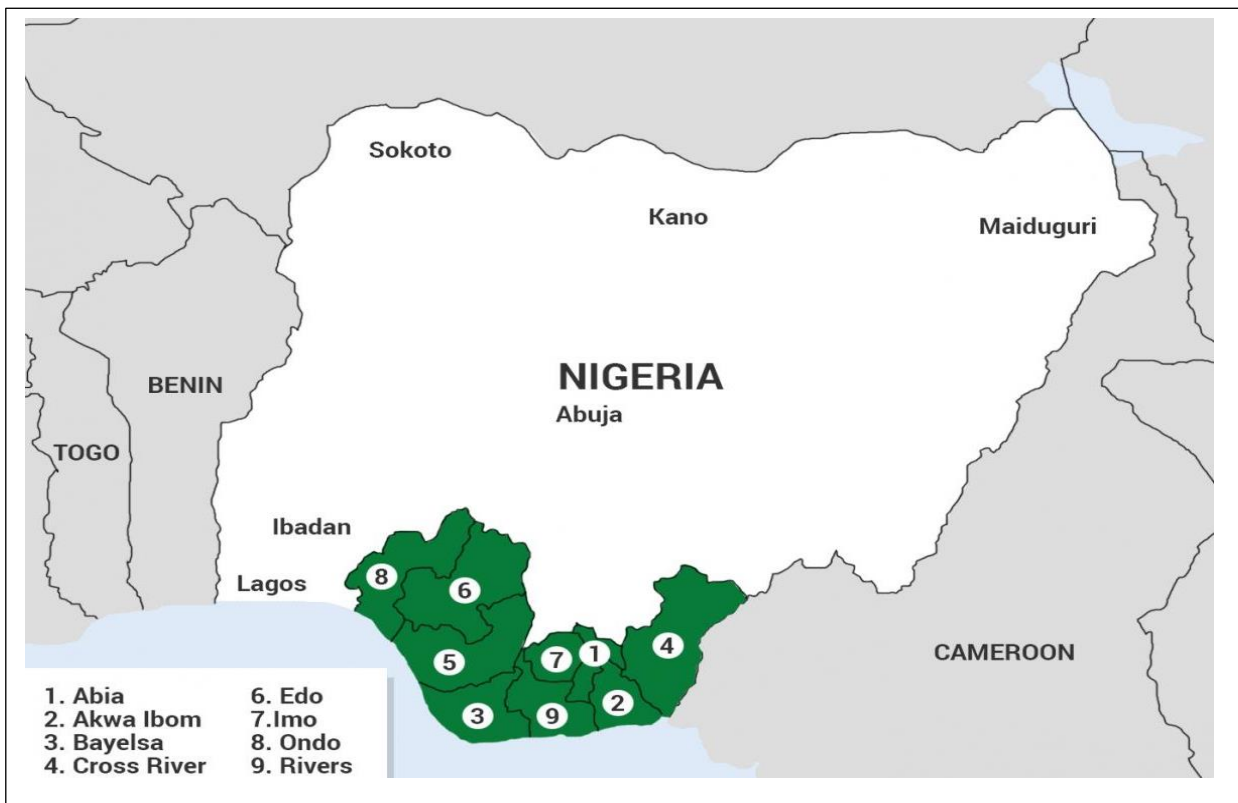 Sokoto
Kano
Maiduguri
NIGERIA
BENIN
Abuja
TOGO
Ibadan
8
6
Lagos
7
1
4
5
CAMEROON
3
9
2
1. Abia
2. Akwa Ibom
3. Bayelsa
4. Cross River
6. Edo
7.Imo
8. Ondo
9. Rivers